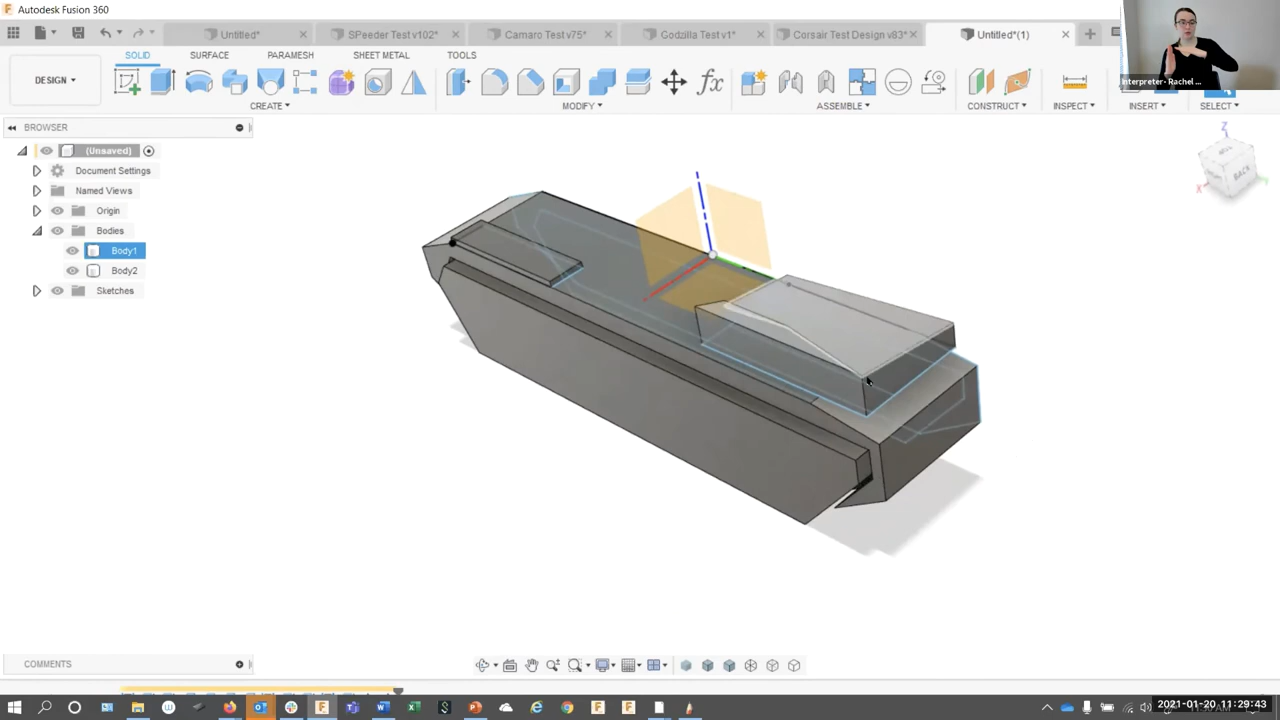 Autodesk Fusion 360
Untitled*
SPeeder Test v102*
Camaro Test v75*
Godzilla Test v1*
Corsair Test Design v83*
Untitled*(1)
SOLID
SURFACE
PARAMESH
SHEET METAL
TOOLS
DESIGN
CREATE
MODIFY
ASSEMBLE
CONSTRUCT
INSPECT
INSERT
SELECT
Interpreter- Rachel ...
BROWSER
(Unsaved)
Document Settings
Named Views
Origin
Bodies
Body1
Body2
Sketches
Z
X
Y
BACK
COMMENTS
2021-01-20 11:29:43